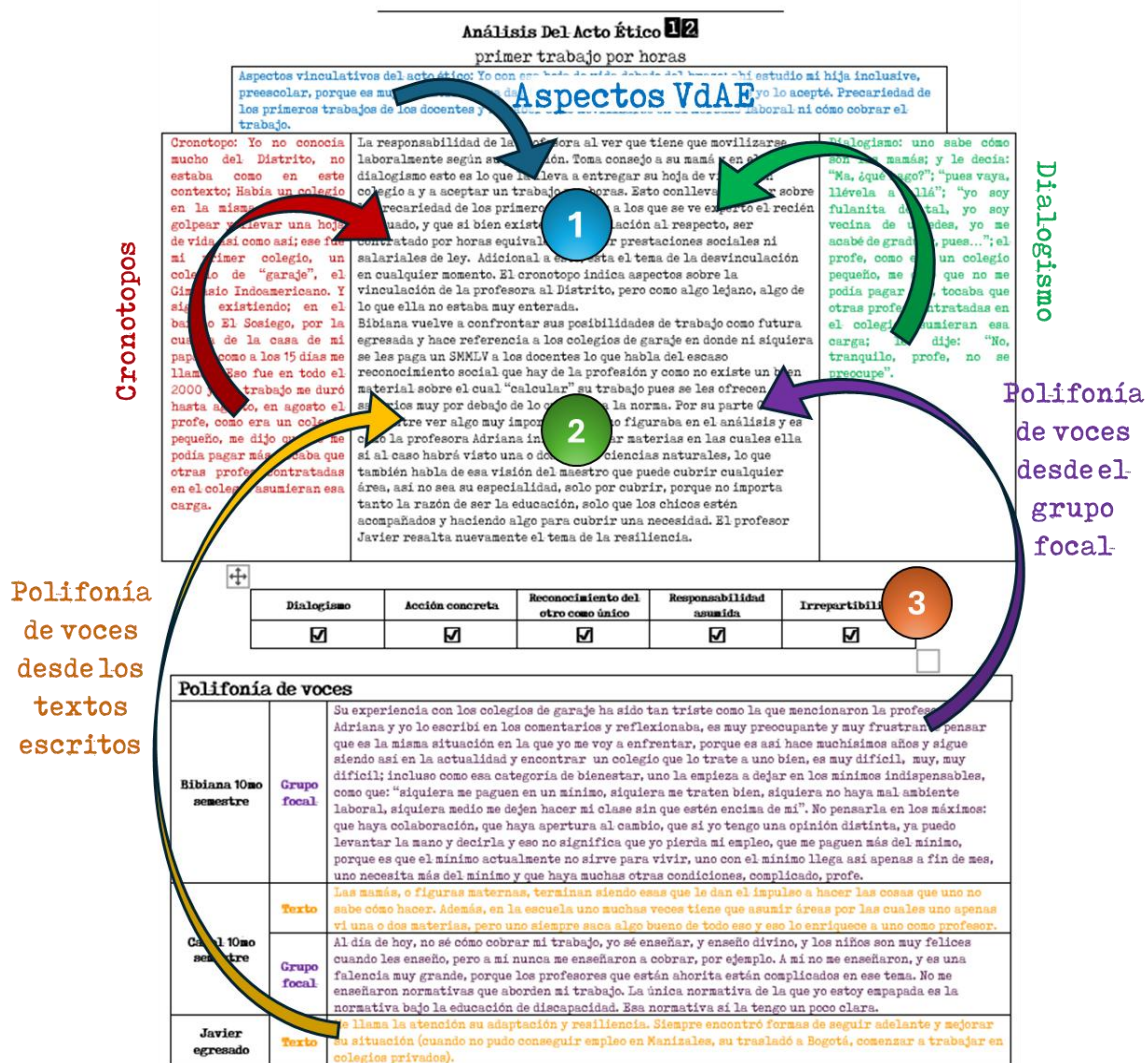 Análisis Del Acto Ético 12
primer trabajo por horas
Aspectos vinculativos del acto ético: Yo con esa hoja de vida debajo del brazo; ahí estudio mi hija inclusive,
preescolar, porque es mu yo lo acepté. Precariedad de
los primeros trabajos de los docentes y laboral ni cómo cobrar el
trabajo.
Aspectos VdAE
Cronotopo: Yo no conocía
mucho del Distrito, no
estaba como en este
contexto; Había un colegio
en la misma
golpear y llevar una hoja
de vida así como así; ese fue
mi primer colegio, un
colegio de “garaje”, el
Gimnasio Indoamericano. Y
sigue existiendo; en el
barrio El Sosiego, por la
cuadra de la casa de mi
papá, como a los 15 días me
llamó. Eso fue en todo el
2000 y trabajo me duró
hasta agosto, en agosto el
profe, como era un colegio
pequeño, me dijo que me
podía pagar más, tocaba que
otras profes contratadas
en el colegio asumieran esa
carga.
La responsabilidad de la profesora al ver que tiene que movilizarse
laboralmente según su ión. Toma consejo a su mamá y en el
dialogismo esto es lo que la lleva a entregar su hoja de vi
colegio a y a aceptar un trabajo por horas. Esto conlleva r sobre
precariedad de los primeros a los que se ve expuesto el recién
uado, y que si bien existe lación al respecto, ser
contratado por horas equivale r prestaciones sociales ni
salariales de ley. Adicional a esto esta el tema de la desvinculación
en cualquier momento. El cronotopo indica aspectos sobre la
vinculación de la profesora al Distrito, pero como algo lejano, algo de
lo que ella no estaba muy enterada.
Bibiana vuelve a confrontar sus posibilidades de trabajo como futura
egresada y hace referencia a los colegios de garaje en donde ni siquiera
se les paga un SMMLV a los docentes lo que habla del escaso
reconocimiento social que hay de la profesión y como no existe un bien
material sobre el cual “calcular” su trabajo pues se les ofrecen
salarios muy por debajo de lo la norma. Por su parte
tre ver algo muy impor o figuraba en el análisis y es
la profesora Adriana in ar materias en las cuales ella
si al caso habrá visto una o do ciencias naturales, lo que
también habla de esa visión del maestro que puede cubrir cualquier
área, así no sea su especialidad, solo por cubrir, porque no importa
tanto la razón de ser la educación, solo que los chicos estén
acompañados y haciendo algo para cubrir una necesidad. El profesor
Javier resalta nuevamente el tema de la resiliencia.
Dialogismo: uno sabe cómo
son las mamás; y le decía:
“Ma, ¿qué hago?”; “pues vaya,
llévela a allá”; “yo soy
fulanita de tal, yo soy
vecina de ustedes, yo me
acabé de graduar, pues...”; el
profe, como un colegio
pequeño, me que no me
podía pagar tocaba que
otras profes contratadas en
el colegio asumieran esa
carga; le dije: “No,
tranquilo, profe, no se
preocupe”.
Cronotopos
1
2
3
Dialogismo
Polifonía
de voces
desde el
grupo
focal
Polifonía
de voces
desde los
textos
escritos
Dialogismo Acción concreta Reconocimiento del otro como único Responsabilidad asumida Irrepartibili
☑ ☑ ☑ ☑ ☑
Polifonía de voces
Bibiana 10mo
semestre
Grupo
focal
Su experiencia con los colegios de garaje ha sido tan triste como la que mencionaron la profesora
Adriana y yo lo escribí en los comentarios y reflexionaba, es muy preocupante y muy frustrante pensar
que es la misma situación en la que yo me voy a enfrentar, porque es así hace muchísimos años y sigue
siendo así en la actualidad y encontrar un colegio que lo trate a uno bien, es muy difícil, muy, muy
difícil; incluso como esa categoría de bienestar, uno la empieza a dejar en los mínimos indispensables,
como que: “siquiera me paguen en un mínimo, siquiera me traten bien, siquiera no haya mal ambiente
laboral, siquiera medio me dejen hacer mi clase sin que estén encima de mí”. No pensarla en los máximos:
que haya colaboración, que haya apertura al cambio, que si yo tengo una opinión distinta, ya puedo
levantar la mano y decirla y eso no significa que yo pierda mi empleo, que me paguen más del mínimo,
porque es que el mínimo actualmente no sirve para vivir, uno con el mínimo llega así apenas a fin de mes,
uno necesita más del mínimo y que haya muchas otras condiciones, complicado, profe.
Ca l 10mo
semestre
Texto
Las mamás, o figuras maternas, terminan siendo esas que le dan el impulso a hacer las cosas que uno no
sabe cómo hacer. Además, en la escuela uno muchas veces tiene que asumir áreas por las cuales uno apenas
vi una o dos materias, pero uno siempre saca algo bueno de todo eso y eso lo enriquece a uno como profesor.
Grupo
focal
Al día de hoy, no sé cómo cobrar mi trabajo, yo sé enseñar, y enseño divino, y los niños son muy felices
cuando les enseño, pero a mí nunca me enseñaron a cobrar, por ejemplo. A mí no me enseñaron, y es una
falencia muy grande, porque los profesores que están ahorita están complicados en ese tema. No me
enseñaron normativas que aborden mi trabajo. La única normativa de la que yo estoy empapada es la
normativa bajo la educación de discapacidad. Esa normativa sí la tengo un poco clara.
Javier
egresado
Texto
Me llama la atención su adaptación y resiliencia. Siempre encontró formas de seguir adelante y mejorar
su situación (cuando no pudo conseguir empleo en Manizales, su trasladó a Bogotá, comenzar a trabajar en
colegios privados).